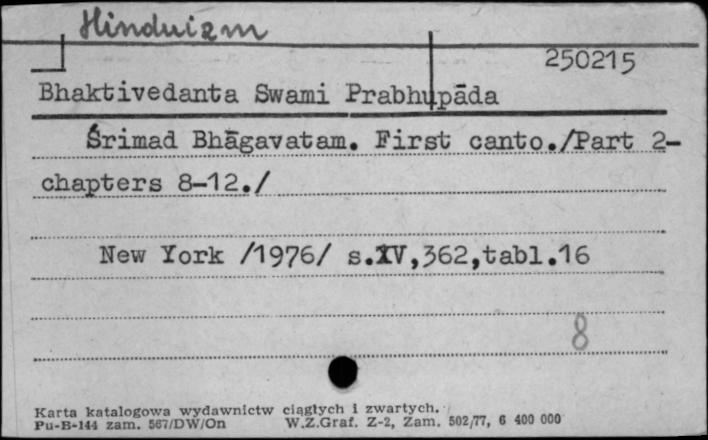 Hinduizm
250215
Bhaktivedanta Swami Prabhupāda
Śrimad Bhāgavatam. First canto./Part 2-
chapters 8-12./
New York /1976/ s.XV,362,tabl.16
8
Karta katalogowa wydawnictw ciągłych i zwartych.
Pu-B-144 zam. 567/DW/On W.Z.Graf. Z-2, Zam. 502/77, 6 400 000